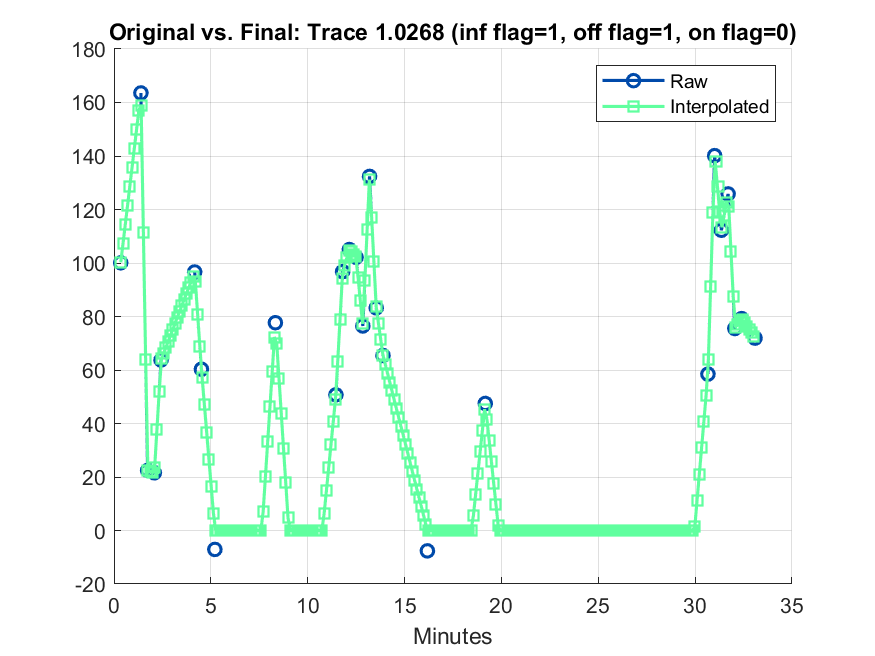 Original vs. Final: Trace 1.0268 (inf flag=1, off flag=1, on flag=0)
180
160
140
120
100
80
60
40
20
0
-20
Raw
Interpolated
0 5 10 15 20 25 30 35
Minutes